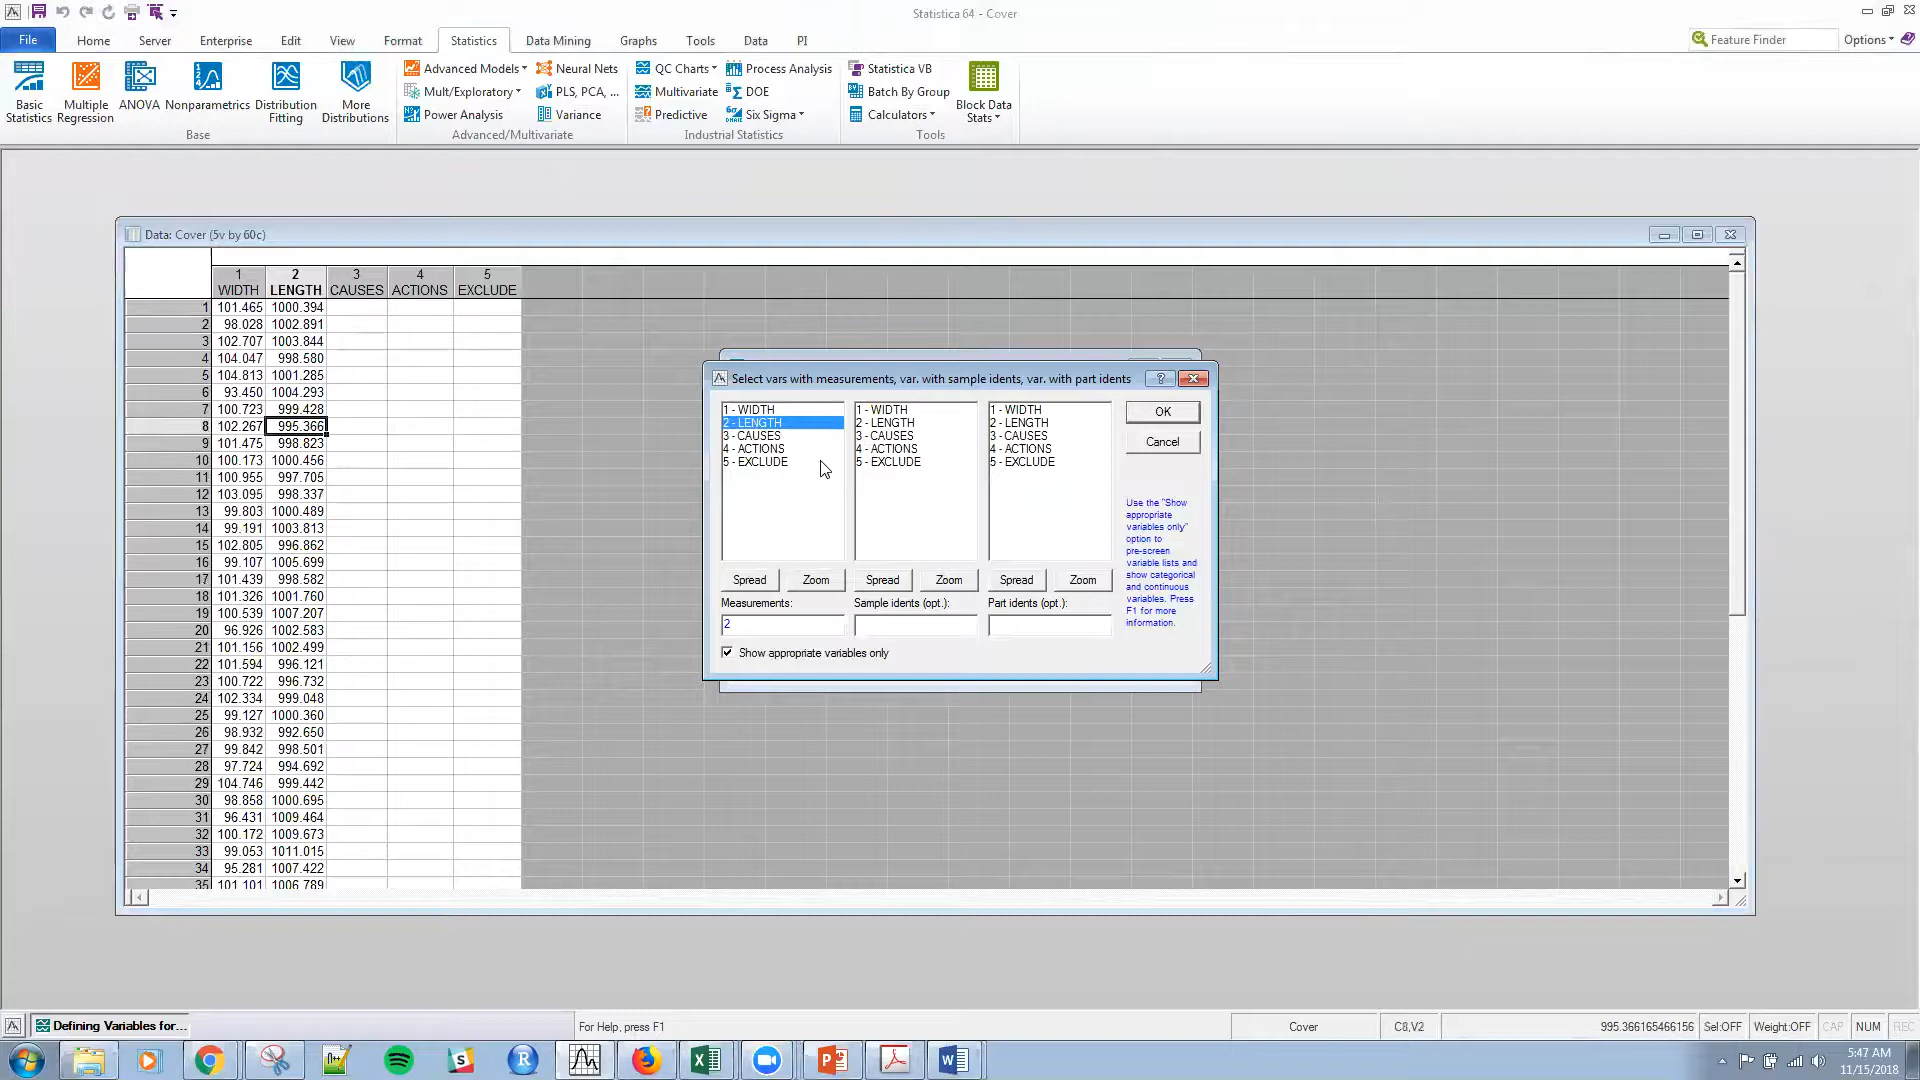 Statistica 64 - Cover
File Home Server Enterprise Edit View Format Statistics Data Mining Graphs Tools Data PI
Feature Finder Options
Basic Statistics
Multiple Regression
ANOVA
Nonparametrics
Distribution Fitting
More Distributions
Base
Advanced Models Neural Nets
Mult/Exploratory PLS, PCA, ...
Power Analysis Variance
Advanced/Multivariate
QC Charts Process Analysis
Multivariate DOE
Predictive Six Sigma
Industrial Statistics
Statistica VB
Batch By Group
Calculators
Block Data Stats
Tools
Data: Cover (5v by 60c)
1 2 3 4 5
WIDTH LENGTH CAUSES ACTIONS EXCLUDE
1 101.465 1000.394
2 98.028 1002.891
3 102.707 1003.844
4 104.047 998.580
5 104.813 1001.285
6 93.450 1004.293
7 100.723 999.428
8 102.267 995.366
9 101.475 998.823
10 100.173 1000.456
11 100.955 997.705
12 103.095 998.337
13 99.803 1000.489
14 99.191 1003.813
15 102.805 996.862
16 99.107 1005.699
17 101.439 998.582
18 101.326 1001.760
19 100.539 1007.207
20 96.926 1002.583
21 101.156 1002.499
22 101.594 996.121
23 100.722 996.732
24 102.334 999.048
25 99.127 1000.360
26 98.932 992.650
27 99.842 998.501
28 97.724 994.692
29 104.746 999.442
30 98.858 1000.695
31 96.431 1009.464
32 100.172 1009.673
33 99.053 1011.015
34 95.281 1007.422
35 101.101 1006.789
Select vars with measurements, var. with sample idents, var. with part idents
1 - WIDTH 1 - WIDTH 1 - WIDTH
2 - LENGTH 2 - LENGTH 2 - LENGTH
3 - CAUSES 3 - CAUSES 3 - CAUSES
4 - ACTIONS 4 - ACTIONS 4 - ACTIONS
5 - EXCLUDE 5 - EXCLUDE 5 - EXCLUDE
OK
Cancel
Use the "Show
appropriate
variables only"
option to
pre-screen
variable lists and
show categorical
and continuous
variables. Press
F1 for more
information.
Spread Zoom Spread Zoom Spread Zoom
Measurements: Sample idents (opt.): Part idents (opt.):
2
Show appropriate variables only
Defining Variables for...
For Help, press F1
Cover C8,V2 995.366165466156 Sel:OFF Weight:OFF CAP NUM REC
5:47 AM
11/15/2018